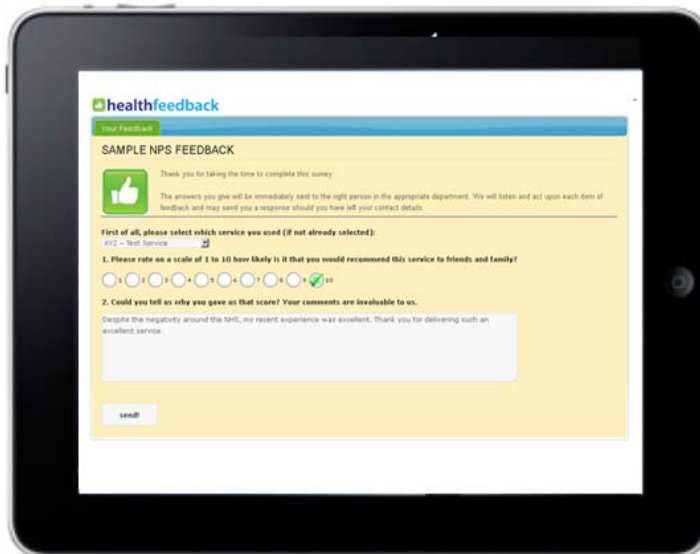 healthfeedback
Your Feedback
SAMPLE NPS FEEDBACK
Thank you for taking the time to complete this survey.
The answers you give will be immediately sent to the right person in the appropriate department. We will listen and act upon each item of
feedback and may send you a response should you have left your contact details.
First of all, please select which service you used (if not already selected):
XYZ - Test Service
1. Please rate on a scale of 1 to 10 how likely is it that you would recommend this service to friends and family?
1 2 3 4 5 6 7 8 9 10
2. Could you tell us why you gave us that score? Your comments are invaluable to us.
Despite the negativity around the NHS, my recent experience was excellent. Thank you for delivering such an
excellent service.
send!